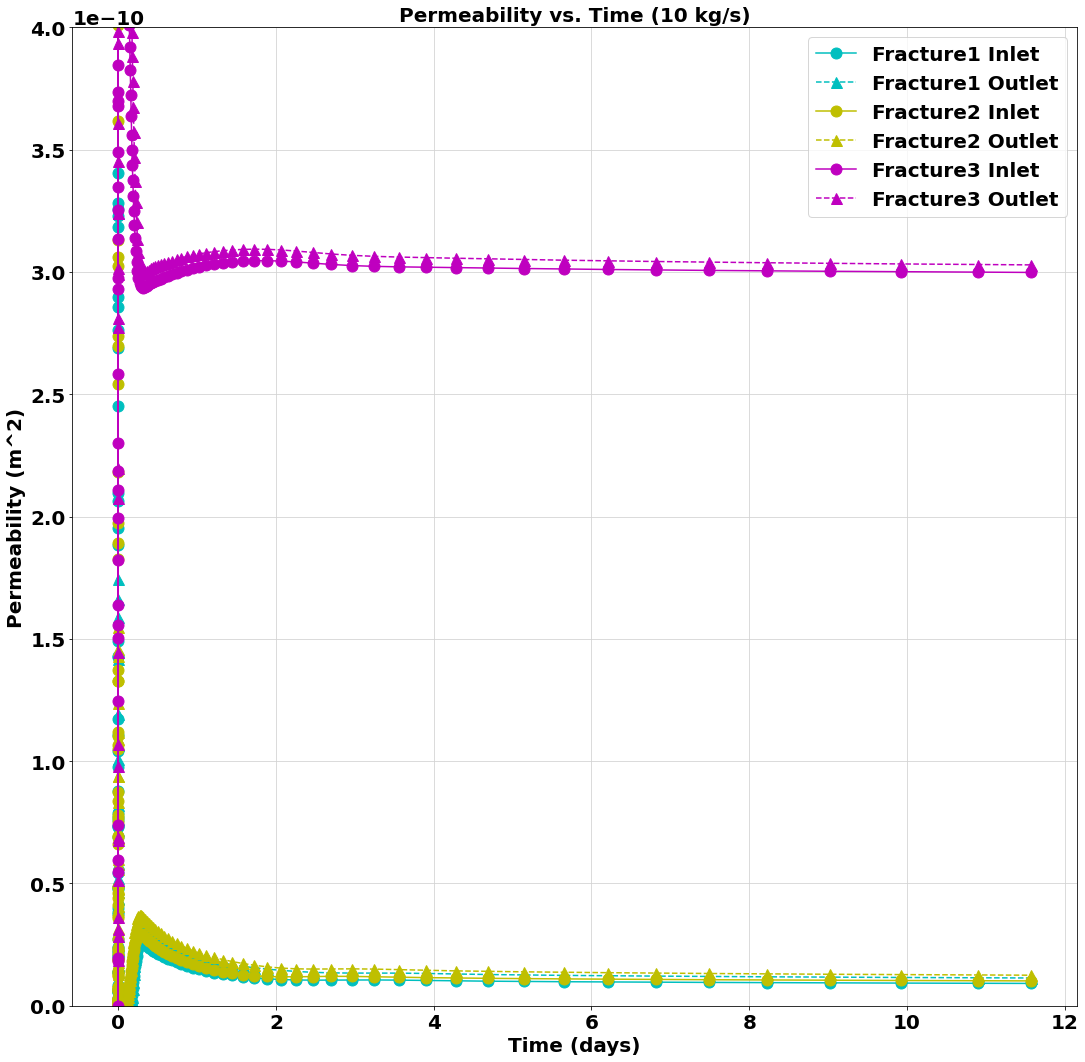 Permeability vs. Time (10 kg/s)
1e−10
4.0
3.5
3.0
2.5
2.0
1.5
1.0
0.5
0.0
Permeability (m^2)
Fracture1 Inlet
Fracture1 Outlet
Fracture2 Inlet
Fracture2 Outlet
Fracture3 Inlet
Fracture3 Outlet
0 2 4 6 8 10 12
Time (days)